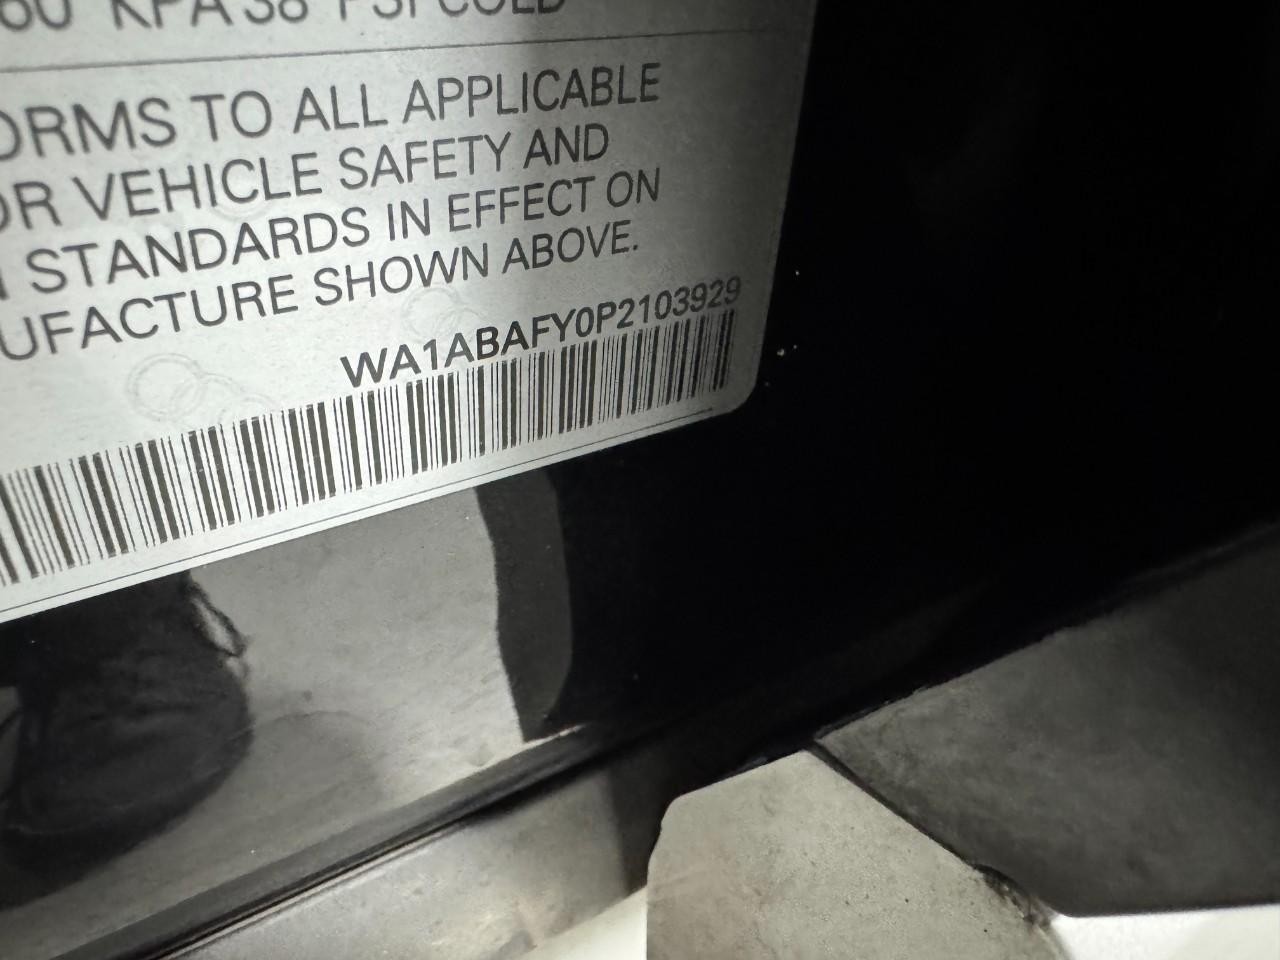 60 KPA 38 PSI COLD
ORMS TO ALL APPLICABLE
OR VEHICLE SAFETY AND
STANDARDS IN EFFECT ON
UFACTURE SHOWN ABOVE.
WA1ABAFY0P2103929